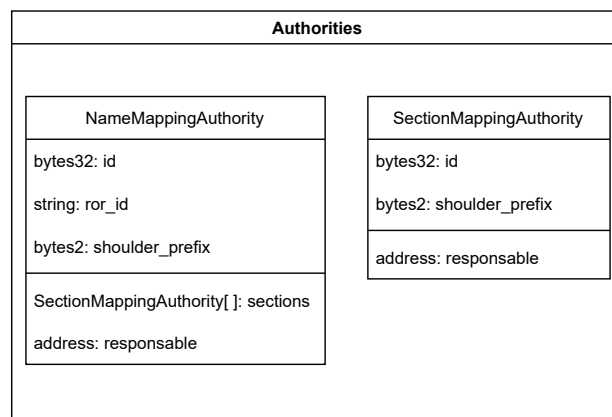 Authorities
NameMappingAuthority
bytes32: id
string: ror_id
bytes2: shoulder_prefix
SectionMappingAuthority[ ]: sections
address: responsable
SectionMappingAuthority
bytes32: id
bytes2: shoulder_prefix
address: responsable